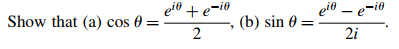 Show that (a) cos θ = (e^{iθ} + e^{−iθ})/2, (b) sin θ = (e^{iθ} − e^{−iθ})/2i.